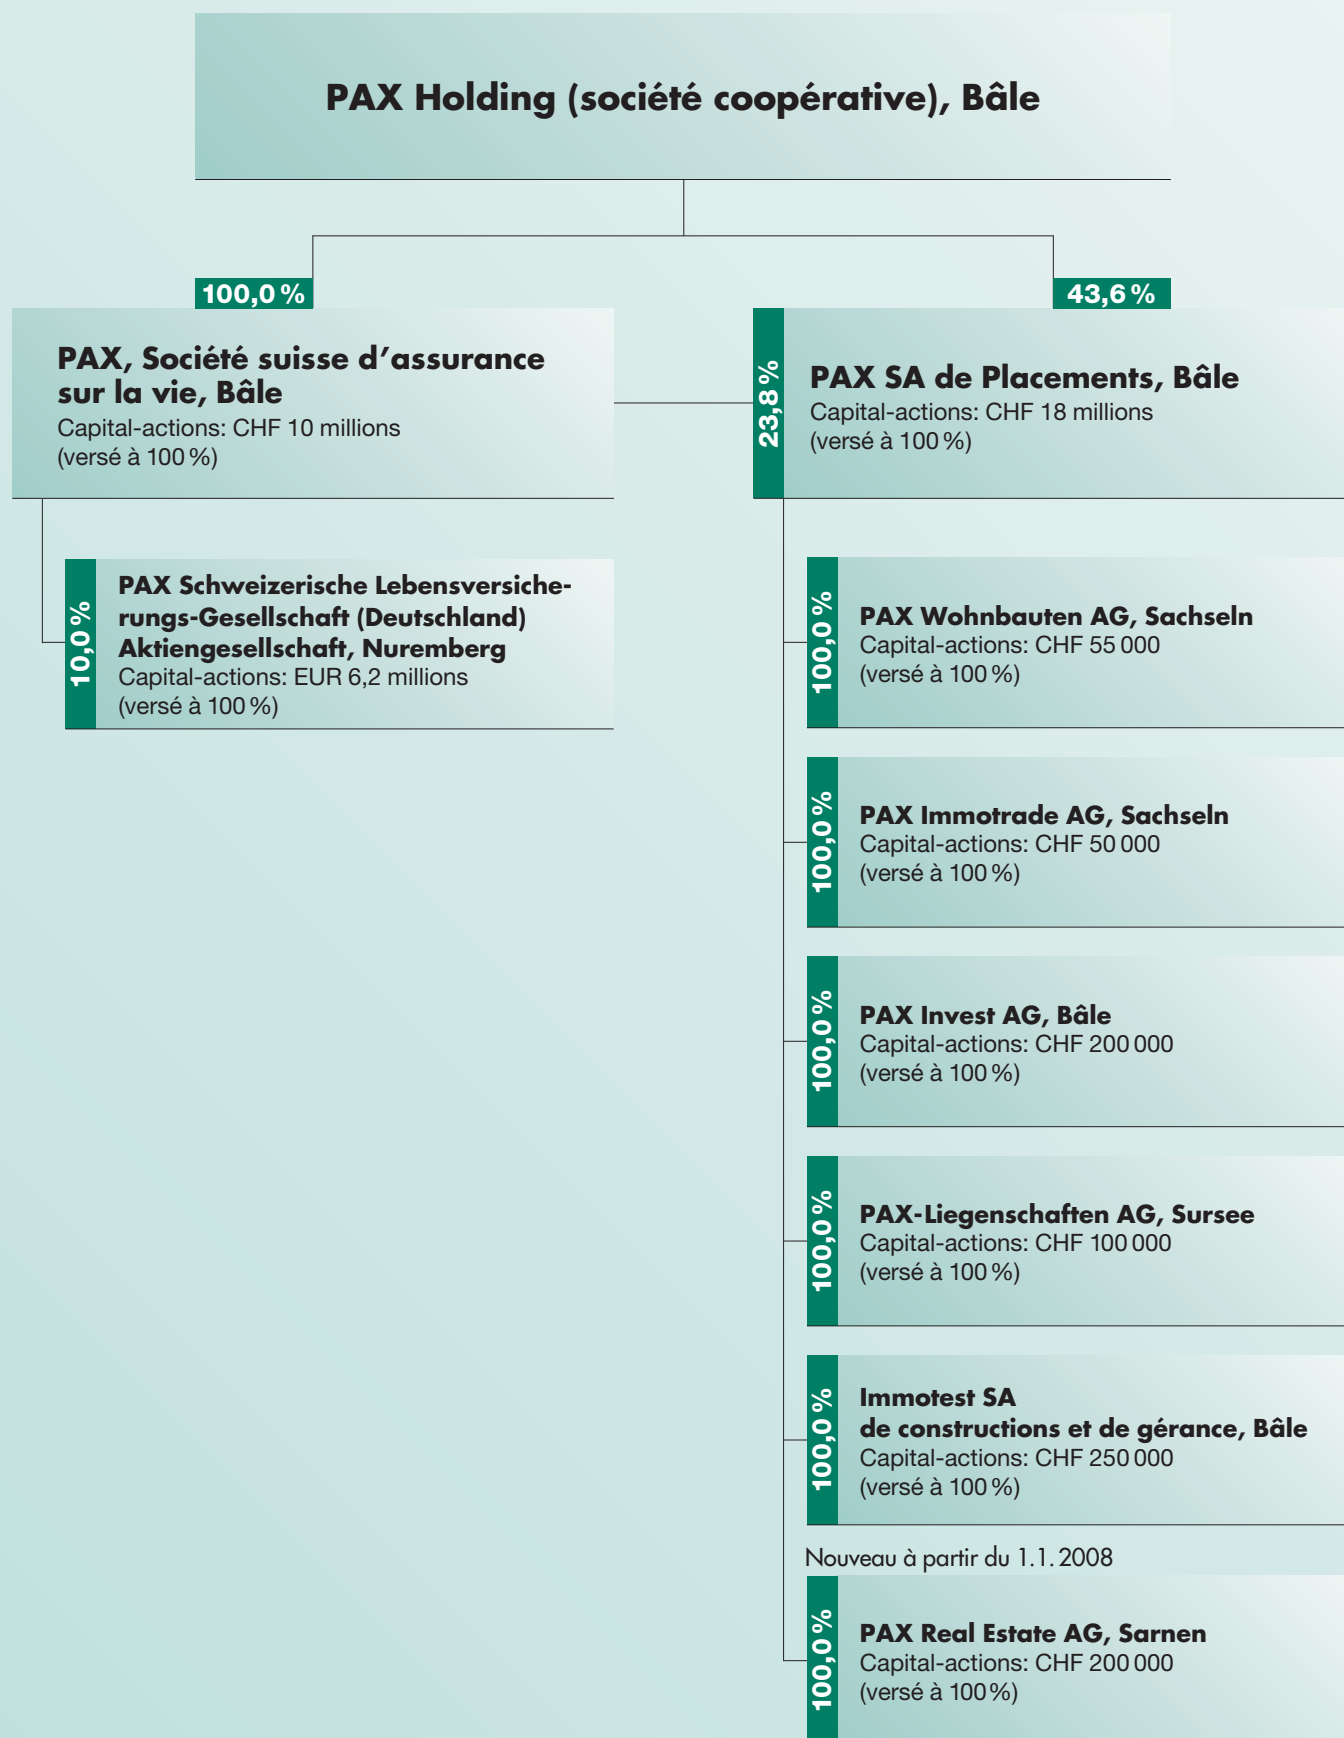 PAX Holding (société coopérative), Bâle
100,0 %
43,6 %
PAX, Société suisse d’assurance
sur la vie, Bâle
Capital-actions: CHF 10 millions
(versé à 100 %)
23,8 %
PAX SA de Placements, Bâle
Capital-actions: CHF 18 millions
(versé à 100 %)
10,0 %
PAX Schweizerische Lebensversiche-
rungs-Gesellschaft (Deutschland)
Aktiengesellschaft, Nuremberg
Capital-actions: EUR 6,2 millions
(versé à 100 %)
100,0 %
PAX Wohnbauten AG, Sachseln
Capital-actions: CHF 55 000
(versé à 100 %)
100,0 %
PAX Immotrade AG, Sachseln
Capital-actions: CHF 50 000
(versé à 100 %)
100,0 %
PAX Invest AG, Bâle
Capital-actions: CHF 200 000
(versé à 100 %)
100,0 %
PAX-Liegenschaften AG, Sursee
Capital-actions: CHF 100 000
(versé à 100 %)
100,0 %
Immotest SA
de constructions et de gérance, Bâle
Capital-actions: CHF 250 000
(versé à 100 %)
Nouveau à partir du 1.1. 2008
100,0 %
PAX Real Estate AG, Sarnen
Capital-actions: CHF 200 000
(versé à 100%)